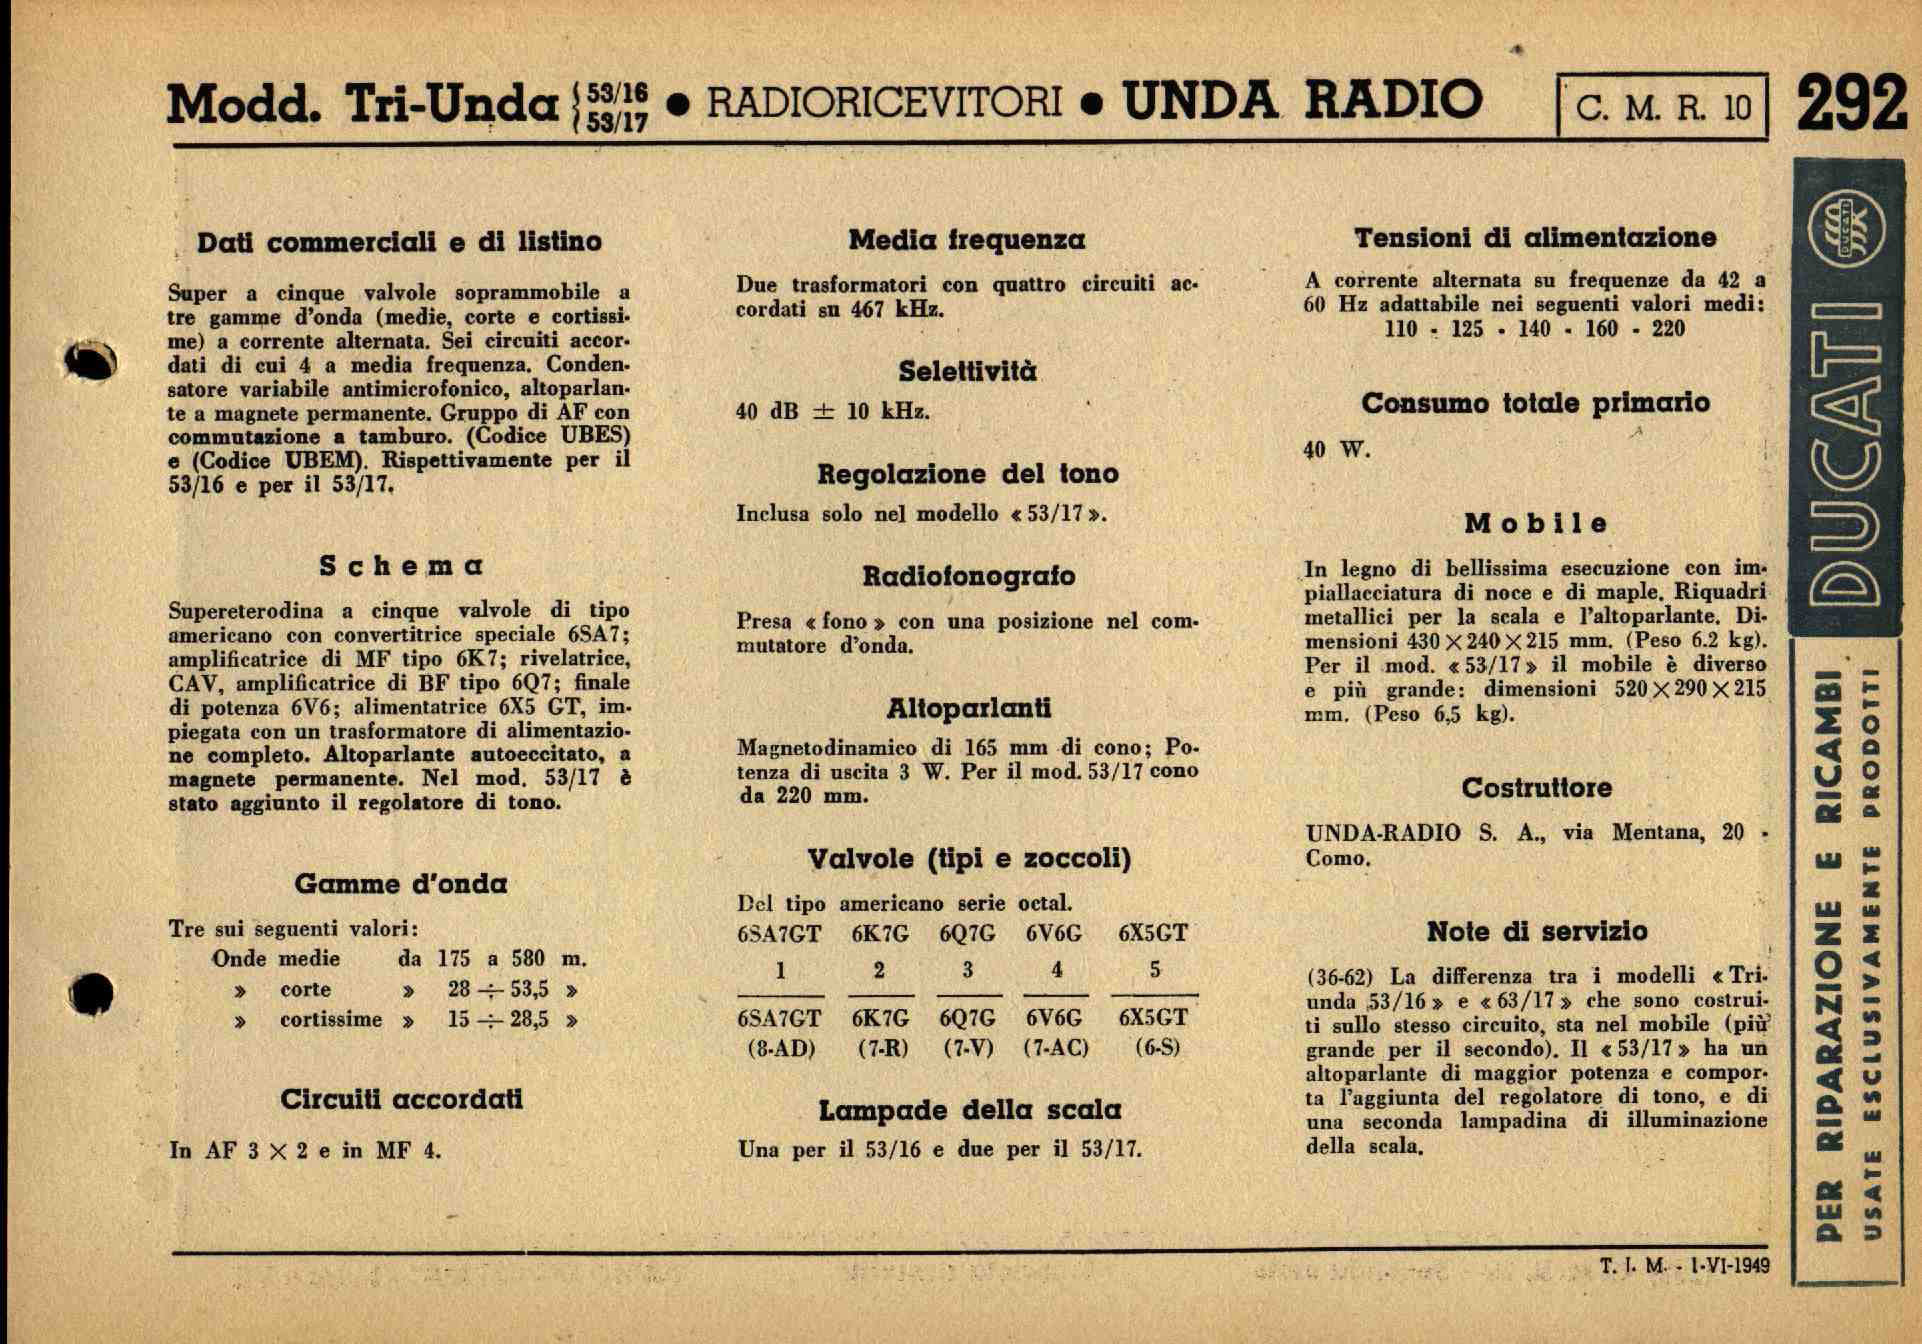 Modd. Tri-Unda { 53/16 53/17 ● RADIORICEVITORI ● UNDA RADIO
C. M. R. 10
292
Dati commerciali e di listino
Super a cinque valvole soprammobile a
tre gamme d'onda (medie, corte e cortissi-
me) a corrente alternata. Sei circuiti accor-
dati di cui 4 a media frequenza. Conden-
satore variabile antimicrofonico, altoparlan-
te a magnete permanente. Gruppo di AF con
commutazione a tamburo. (Codice UBES)
e (Codice UBEM). Rispettivamente per il
53/16 e per il 53/17.
Schema
Supereterodina a cinque valvole di tipo
americano con convertitrice speciale 6SA7;
amplificatrice di MF tipo 6K7; rivelatrice,
CAV, amplificatrice di BF tipo 6Q7; finale
di potenza 6V6; alimentatrice 6X5 GT, im-
piegata con un trasformatore di alimentazio-
ne completo. Altoparlante autoeccitato, a
magnete permanente. Nel mod. 53/17 è
stato aggiunto il regolatore di tono.
Gamme d'onda
Tre sui seguenti valori:
Onde medie da 175 a 580 m.
» corte » 28 ÷ 53,5 »
» cortissime » 15 ÷ 28,5 »
Circuiti accordati
In AF 3 × 2 e in MF 4.
Media frequenza
Due trasformatori con quattro circuiti ac-
cordati su 467 kHz.
Selettività
40 dB ± 10 kHz.
Regolazione del tono
Inclusa solo nel modello « 53/17 ».
Radiofonografo
Presa « fono » con una posizione nel com-
mutatore d'onda.
Altoparlanti
Magnetodinamico di 165 mm di cono; Po-
tenza di uscita 3 W. Per il mod. 53/17 cono
da 220 mm.
Valvole (tipi e zoccoli)
Del tipo americano serie octal.
6SA7GT 6K7G 6Q7G 6V6G 6X5GT
1 2 3 4 5
6SA7GT 6K7G 6Q7G 6V6G 6X5GT
(8-AD) (7-R) (7-V) (7-AC) (6-S)
Lampade della scala
Una per il 53/16 e due per il 53/17.
Tensioni di alimentazione
A corrente alternata su frequenze da 42 a
60 Hz adattabile nei seguenti valori medi:
110 - 125 - 140 - 160 - 220
Consumo totale primario
40 W.
Mobile
In legno di bellissima esecuzione con im-
piallacciatura di noce e di maple. Riquadri
metallici per la scala e l'altoparlante. Di-
mensioni 430×240×215 mm. (Peso 6.2 kg).
Per il mod. « 53/17 » il mobile è diverso
e più grande: dimensioni 520×290×215
mm. (Peso 6,5 kg).
Costruttore
UNDA-RADIO S. A., via Mentana, 20 -
Como.
Note di servizio
(36-62) La differenza tra i modelli « Tri-
unda 53/16 » e « 63/17 » che sono costrui-
ti sullo stesso circuito, sta nel mobile (più
grande per il secondo). Il « 53/17 » ha un
altoparlante di maggior potenza e compor-
ta l'aggiunta del regolatore di tono, e di
una seconda lampadina di illuminazione
della scala.
T. I. M. - 1-VI-1949
DUCATI
DUCATI
PER RIPARAZIONE E RICAMBI
USATE ESCLUSIVAMENTE PRODOTTI